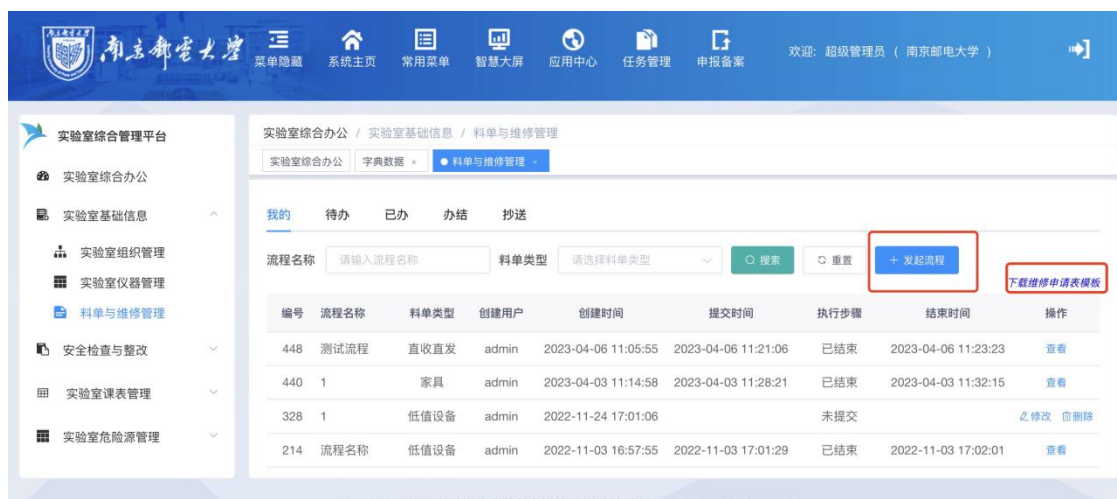 南京邮电大学
菜单隐藏 系统主页 常用菜单 智慧大屏 应用中心 任务管理 申报备案 欢迎: 超级管理员 ( 南京邮电大学 )
实验室综合管理平台
实验室综合办公
实验室基础信息
实验室组织管理
实验室仪器管理
料单与维修管理
安全检查与整改
实验室课表管理
实验室危险源管理
实验室综合办公 / 实验室基础信息 / 料单与维修管理
实验室综合办公 字典数据 × 料单与维修管理 ×
我的 待办 已办 办结 抄送
流程名称 请输入流程名称 料单类型 请选择料单类型 搜索 重置 + 发起流程
下载维修申请表模板
编号 流程名称 料单类型 创建用户 创建时间 提交时间 执行步骤 结束时间 操作
448 测试流程 直收直发 admin 2023-04-06 11:05:55 2023-04-06 11:21:06 已结束 2023-04-06 11:23:23 查看
440 1 家具 admin 2023-04-03 11:14:58 2023-04-03 11:28:21 已结束 2023-04-03 11:32:15 查看
328 1 低值设备 admin 2022-11-24 17:01:06 未提交 修改 删除
214 流程名称 低值设备 admin 2022-11-03 16:57:55 2022-11-03 17:01:29 已结束 2022-11-03 17:02:01 查看